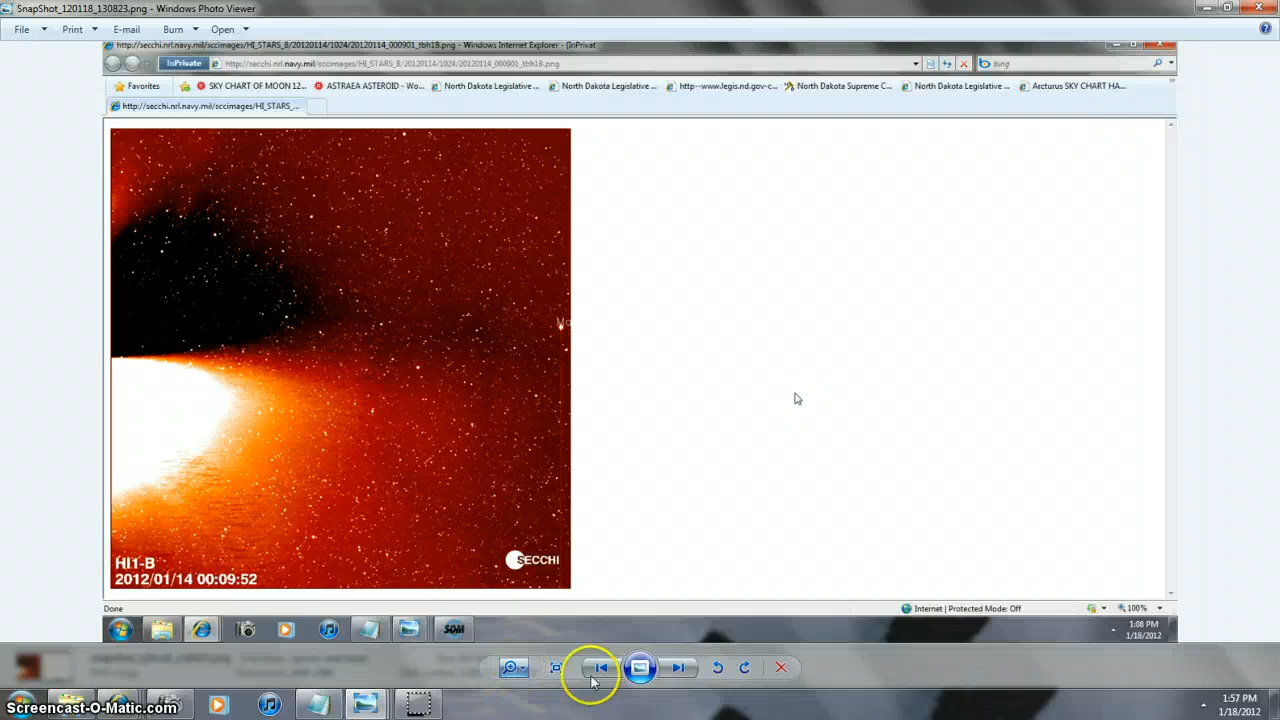 SnapShot_120118_130823.png - Windows Photo Viewer
File Print E-mail Burn Open
http://secchi.nrl.navy.mil/sccimages/HI_STARS_B/20120114/1024/20120114_000901_tbh1B.png - Windows Internet Explorer - [InPrivat
InPrivate http://secchi.nrl.navy.mil/sccimages/HI_STARS_B/20120114/1024/20120114_000901_tbh1B.png bing
Favorites SKY CHART OF MOON 12... ASTRAEA ASTEROID - Wo... North Dakota Legislative ... North Dakota Legislative ... http--www.legis.nd.gov-c... North Dakota Supreme C... North Dakota Legislative ... Arcturus SKY CHART HA...
http://secchi.nrl.navy.mil/sccimages/HI_STARS_...
HI1-B
2012/01/14 00:09:52
SECCHI
Done Internet | Protected Mode: Off 100%
SOM
1:08 PM
1/18/2012
1:57 PM
1/18/2012
Screencast-O-Matic.com